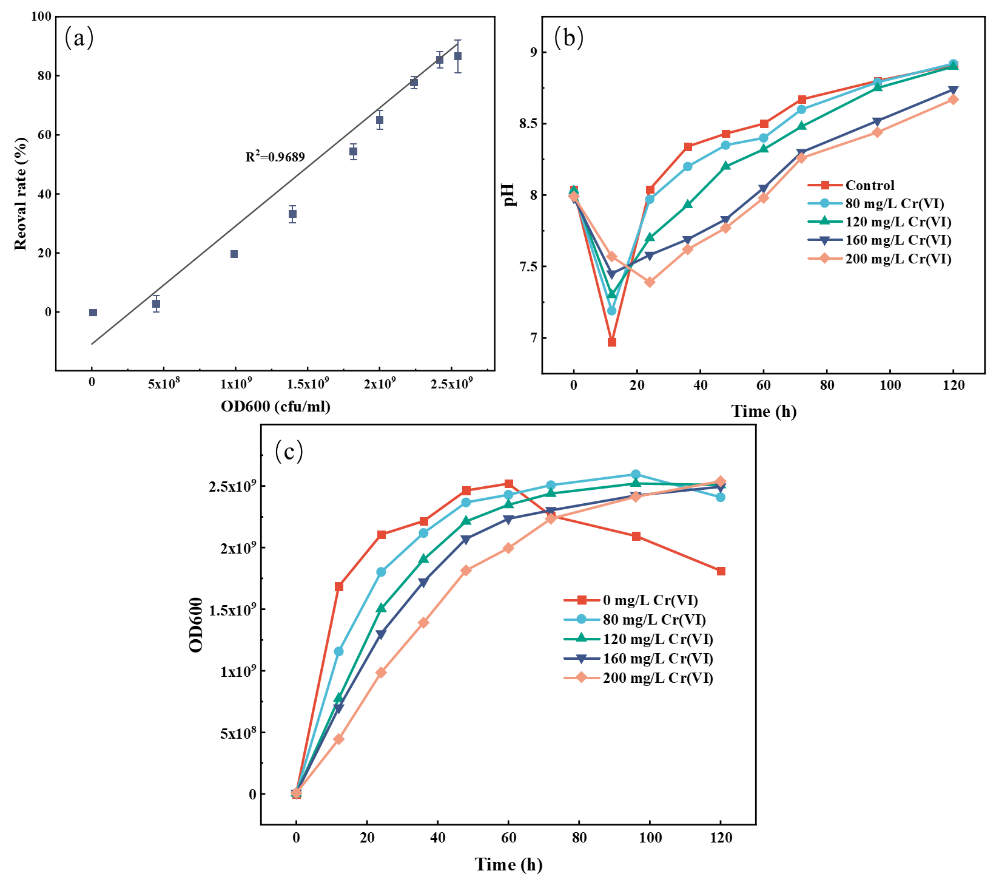 (a)
100
80
60
40
20
0
Reoval rate (%)
R²=0.9689
0
5x10⁸
1x10⁹
1.5x10⁹
2x10⁹
2.5x10⁹
OD600 (cfu/ml)
(b)
9
8.5
8
7.5
7
pH
Control
80 mg/L Cr(VI)
120 mg/L Cr(VI)
160 mg/L Cr(VI)
200 mg/L Cr(VI)
0
20
40
60
80
100
120
Time (h)
(c)
2.5x10⁹
2x10⁹
1.5x10⁹
1x10⁹
5x10⁸
0
OD600
0 mg/L Cr(VI)
80 mg/L Cr(VI)
120 mg/L Cr(VI)
160 mg/L Cr(VI)
200 mg/L Cr(VI)
0
20
40
60
80
100
120
Time (h)